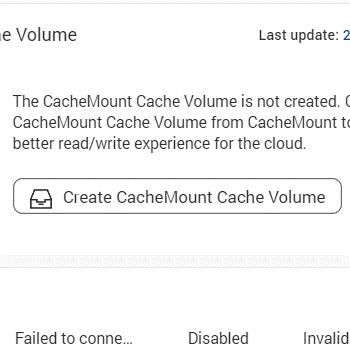 e Volume Last update: 2
The CacheMount Cache Volume is not created.
CacheMount Cache Volume from CacheMount to
better read/write experience for the cloud.
Create CacheMount Cache Volume
Failed to conne... Disabled Invalid